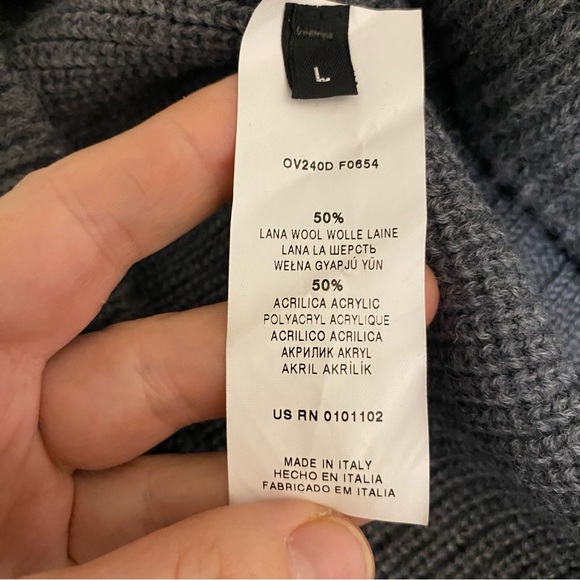 L
OV240D F0654
50%
LANA WOOL WOLLE LAINE
LANA LA ШЕРСТЬ
WEŁNA GYAPJÚ YÜN
50%
ACRILICA ACRYLIC
POLYACRYL ACRYLIQUE
ACRILICO ACRILICA
АКРИЛИК AKRYL
AKRIL AKRİLİK
US RN 0101102
MADE IN ITALY
HECHO EN ITALIA
FABRICADO EM ITALIA